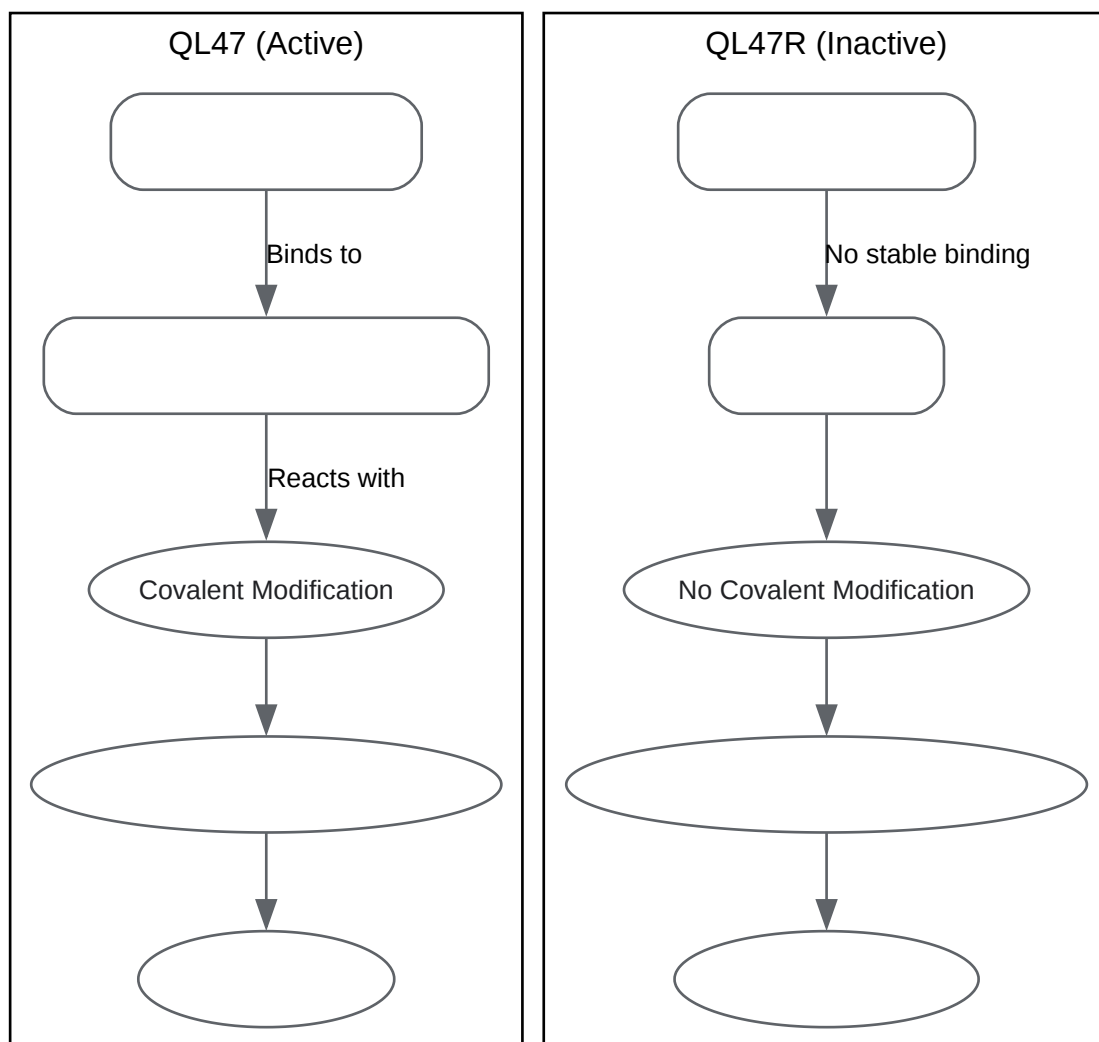 QL47 (Active)
QL47R (Inactive)
Binds to
No stable binding
Reacts with
Covalent Modification
No Covalent Modification